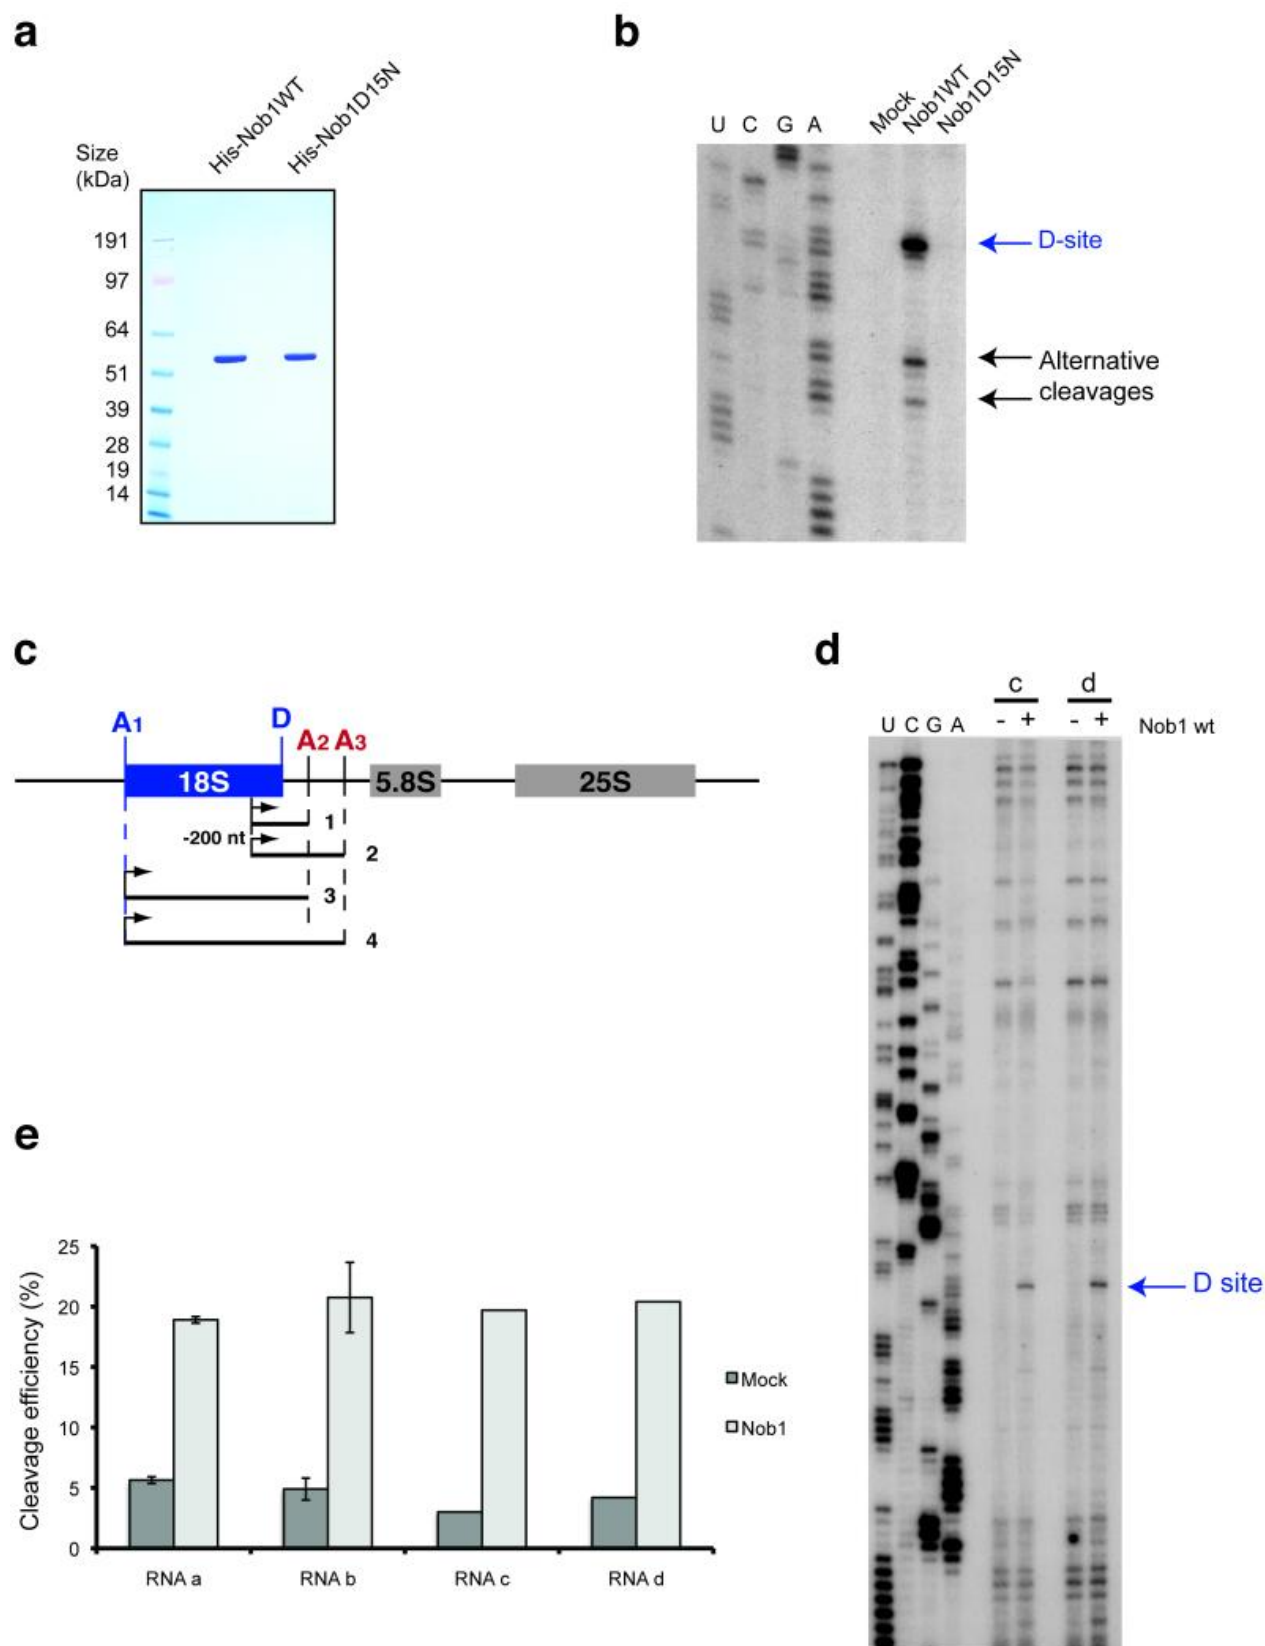 a
His-Nob1WT
His-Nob1D15N
Size
(kDa)
191
97
64
51
39
28
19
14
b
U C G A
Mock
Nob1WT
Nob1D15N
D-site
Alternative
cleavages
c
A1
D
A2 A3
18S
5.8S
25S
1
-200 nt
2
3
4
d
c d
U C G A - + - + Nob1 wt
D site
e
Cleavage efficiency (%)
25
20
15
10
5
0
RNA a RNA b RNA c RNA d
Mock
Nob1